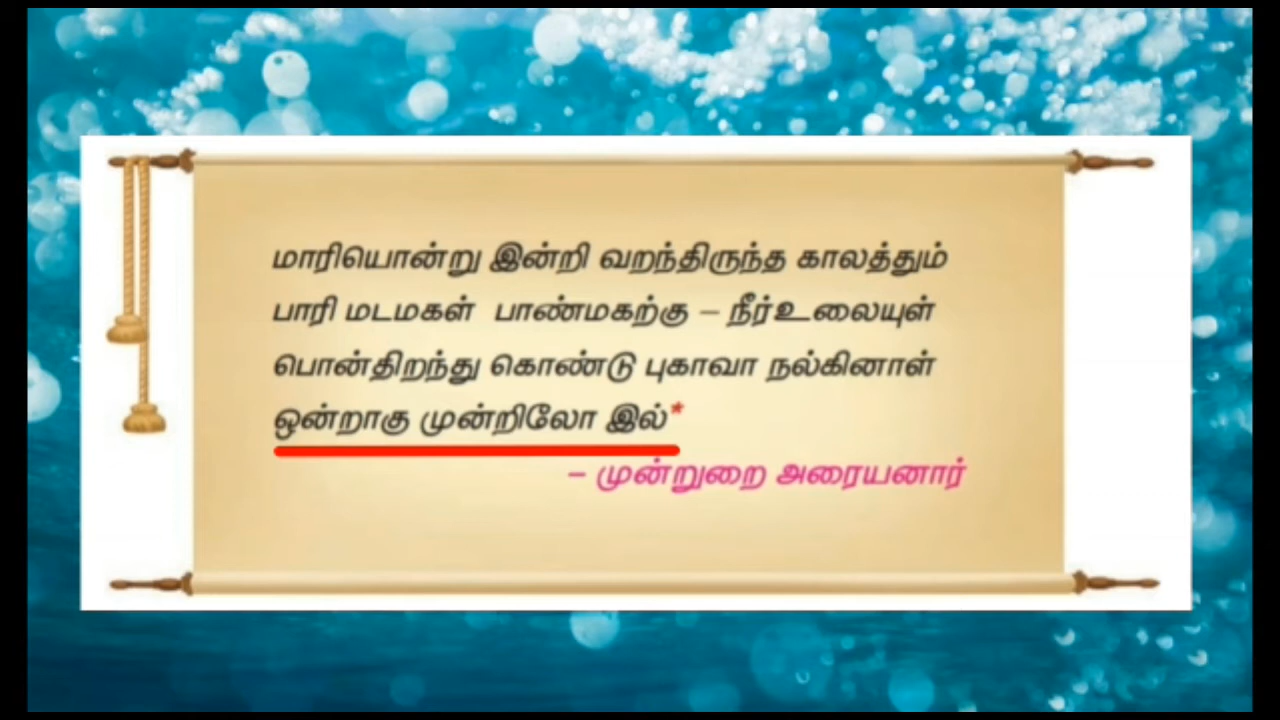 மாரியொன்று இன்றி வறந்திருந்த காலத்தும்
பாரி மடமகள் பாண்மகற்கு – நீர்உலையுள்
பொன்திறந்து கொண்டு புகாவா நல்கினாள்
ஒன்றாகு முன்றிலோ இல்*
– முன்றுறை அரையனார்